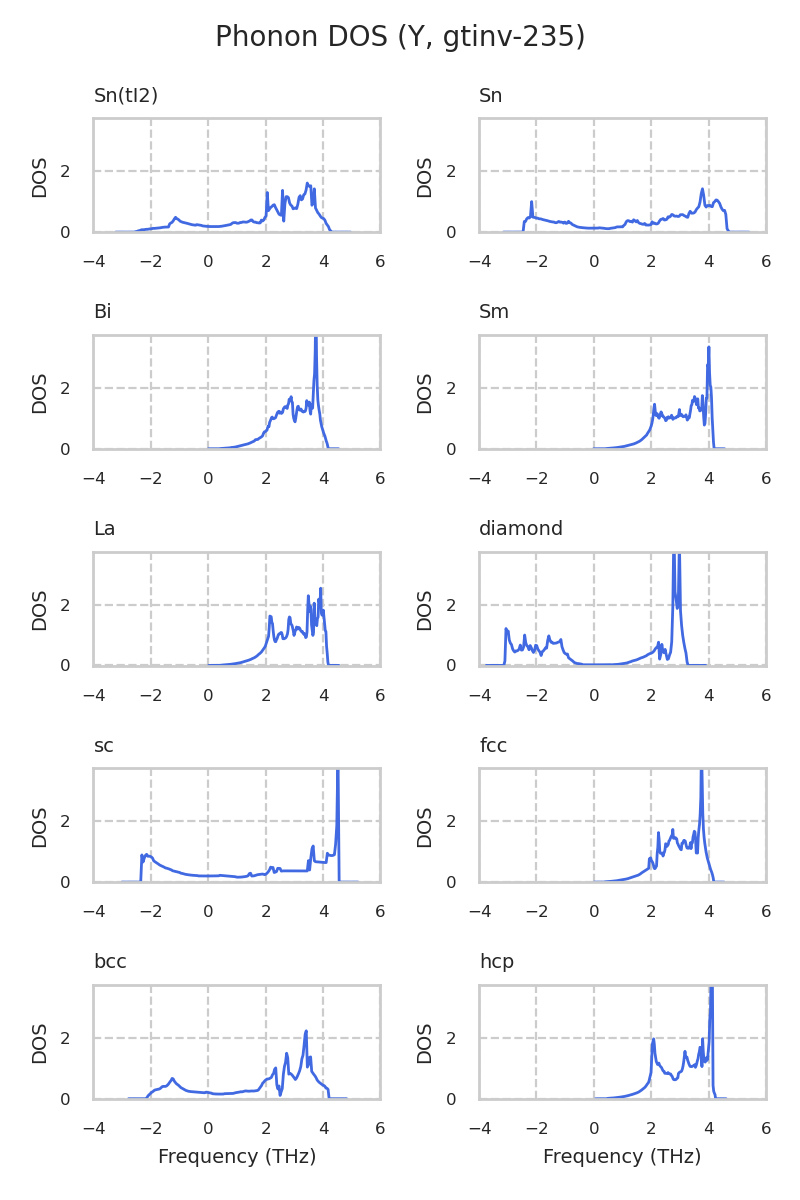 Phonon DOS (Y, gtinv-235)
Sn(tI2) Sn
DOS 2 DOS 2
0 0
−4 −2 0 2 4 6 −4 −2 0 2 4 6
Bi Sm
DOS 2 DOS 2
0 0
−4 −2 0 2 4 6 −4 −2 0 2 4 6
La diamond
DOS 2 DOS 2
0 0
−4 −2 0 2 4 6 −4 −2 0 2 4 6
sc fcc
DOS 2 DOS 2
0 0
−4 −2 0 2 4 6 −4 −2 0 2 4 6
bcc hcp
DOS 2 DOS 2
0 0
−4 −2 0 2 4 6 −4 −2 0 2 4 6
Frequency (THz) Frequency (THz)